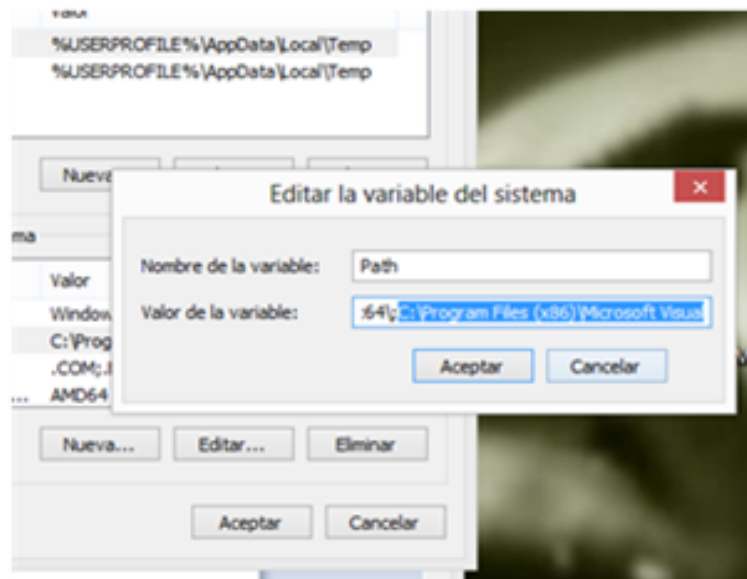 Valor
%USERPROFILE%\AppData\Local\Temp
%USERPROFILE%\AppData\Local\Temp
Nueva
Editar la variable del sistema
Nombre de la variable: Path
Valor de la variable: :64\;C:\Program Files (x86)\Microsoft Visual
Aceptar Cancelar
ma
Valor
Window
C:\Prog
.COM;.
... AMD64
Nueva... Editar... Eliminar
Aceptar Cancelar